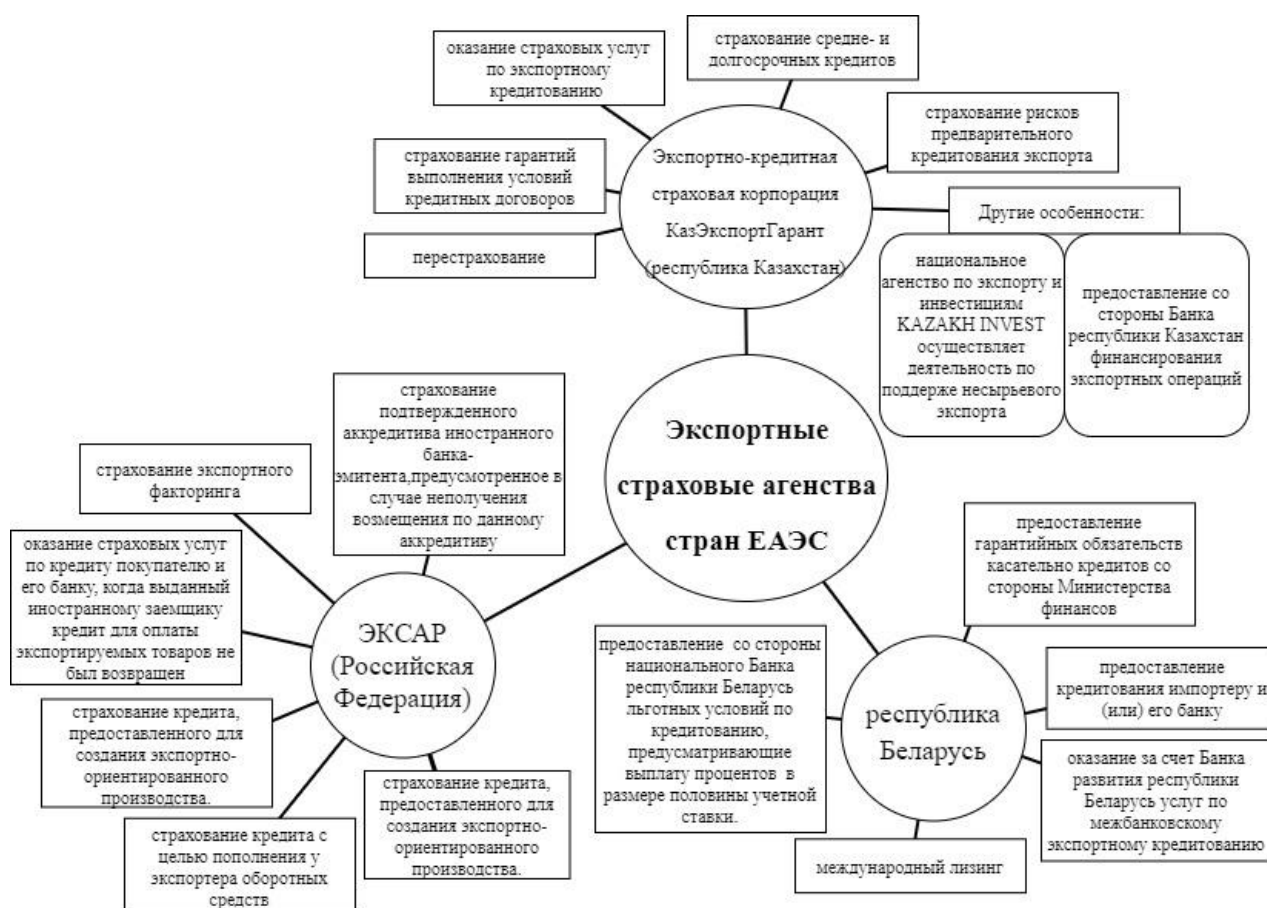 оказание страховых услуг
по экспортному
кредитованию
страхование средне- и
долгосрочных кредитов
страхование рисков
предварительного
кредитования экспорта
страхование гарантий
выполнения условий
кредитных договоров
перестрахование
Экспортно-кредитная
страховая корпорация
КазЭкспортГарант
(республика Казахстан)
Другие особенности:
национальное
агенство по экспорту и
инвестициям
KAZAKH INVEST
осуществляет
деятельность по
поддерже несырьевого
экспорта
предоставление со
стороны Банка
республики Казахстан
финансирования
экспортных операций
Экспортные
страховые агенства
стран ЕАЭС
страхование
подтвержденного
аккредитива иностранного
банка-
эмитента,предусмотренное в
случае неполучения
возмещения по данному
аккредитиву
страхование экспортного
факторинга
оказание страховых услуг
по кредиту покупателю и
его банку, когда выданный
иностранному заемщику
кредит для оплаты
экспортируемых товаров не
был возвращен
ЭКСАР
(Российская
Федерация)
страхование кредита,
предоставленного для
создания экспортно-
ориентированного
производства.
страхование кредита с
целью пополнения у
экспортера оборотных
средств
страхование кредита,
предоставленного для
создания экспортно-
ориентированного
производства.
предоставление
гарантийных обязательств
касательно кредитов со
стороны Министерства
финансов
предоставление со стороны
национального Банка
республики Беларусь
льготных условий по
кредитованию,
предусматривающие
выплату процентов в
размере половины учетной
ставки.
республика
Беларусь
предоставление
кредитования импортеру и
(или) его банку
оказание за счет Банка
развития республики
Беларусь услуг по
межбанковскому
экспортному кредитованию
международный лизинг